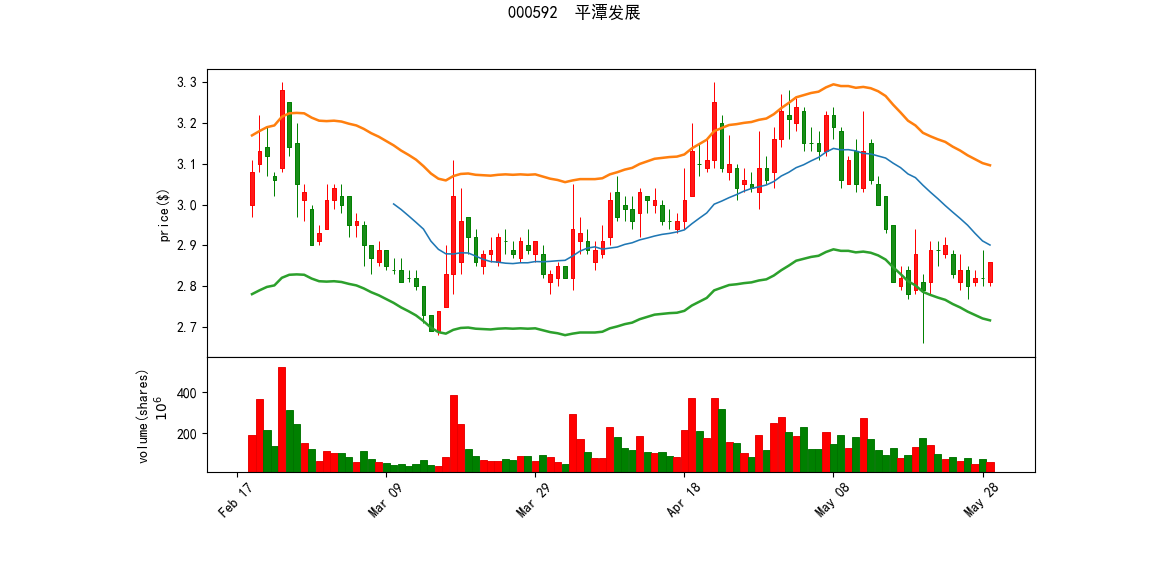 000592  平潭发展
3.3
3.2
3.1
3.0
2.9
2.8
2.7
price($)
400
200
volume(shares)
10^6
Feb 17
Mar 09
Mar 29
Apr 18
May 08
May 28